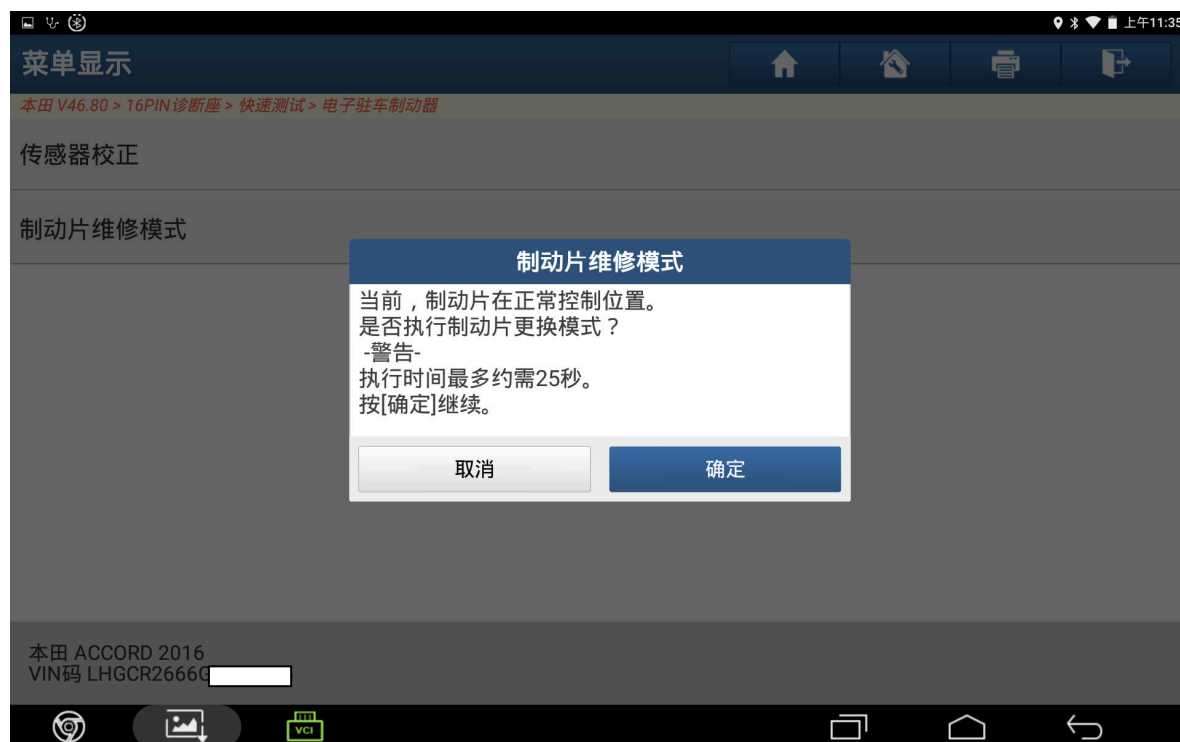 上午11:35
菜单显示
本田 V46.80 > 16PIN诊断座 > 快速测试 > 电子驻车制动器
传感器校正
制动片维修模式
制动片维修模式
当前，制动片在正常控制位置。
是否执行制动片更换模式？
-警告-
执行时间最多约需25秒。
按[确定]继续。
取消
确定
本田 ACCORD 2016
VIN码 LHGCR2666G
VCI